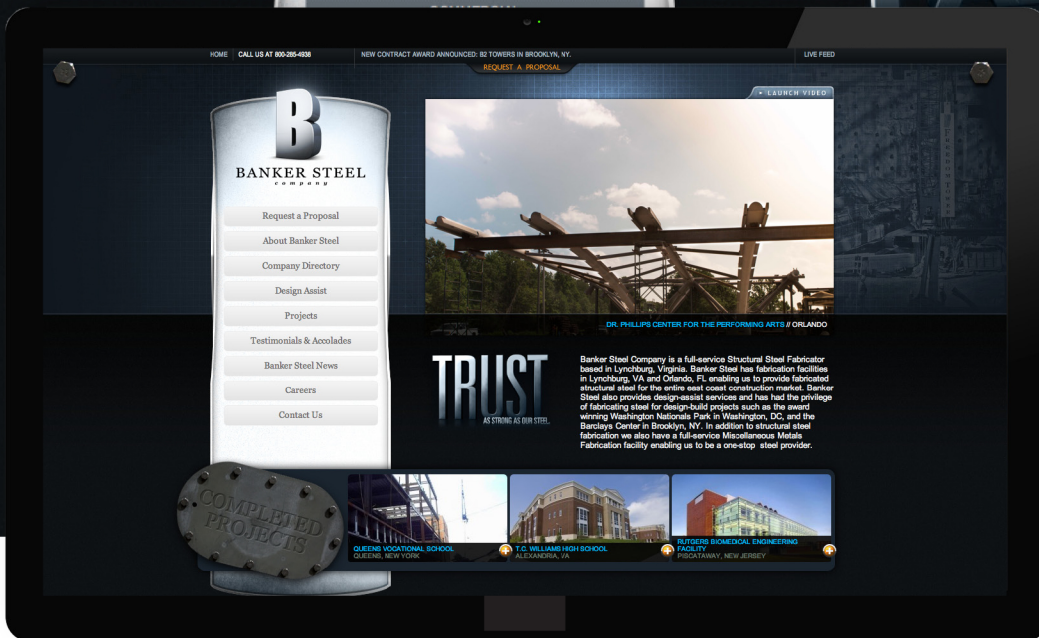 HOME
CALL US AT 800-265-4938
NEW CONTRACT AWARD ANNOUNCED: B2 TOWERS IN BROOKLYN, NY.
LIVE FEED
REQUEST A PROPOSAL
LAUNCH VIDEO
B
BANKER STEEL
company
Request a Proposal
About Banker Steel
Company Directory
Design Assist
Projects
Testimonials & Accolades
Banker Steel News
Careers
Contact Us
DR. PHILLIPS CENTER FOR THE PERFORMING ARTS // ORLANDO
TRUST
AS STRONG AS OUR STEEL.
Banker Steel Company is a full-service Structural Steel Fabricator
based in Lynchburg, Virginia. Banker Steel has fabrication facilities
in Lynchburg, VA and Orlando, FL enabling us to provide fabricated
structural steel for the entire east coast construction market. Banker
Steel also provides design-assist services and has had the privilege
of fabricating steel for design-build projects such as the award
winning Washington Nationals Park in Washington, DC, and the
Barclays Center in Brooklyn, NY. In addition to structural steel
fabrication we also have a full-service Miscellaneous Metals
Fabrication facility enabling us to be a one-stop steel provider.
COMPLETED
PROJECTS
QUEENS VOCATIONAL SCHOOL
QUEENS, NEW YORK
T.C. WILLIAMS HIGH SCHOOL
ALEXANDRIA, VA
RUTGERS BIOMEDICAL ENGINEERING
FACILITY
PISCATAWAY, NEW JERSEY